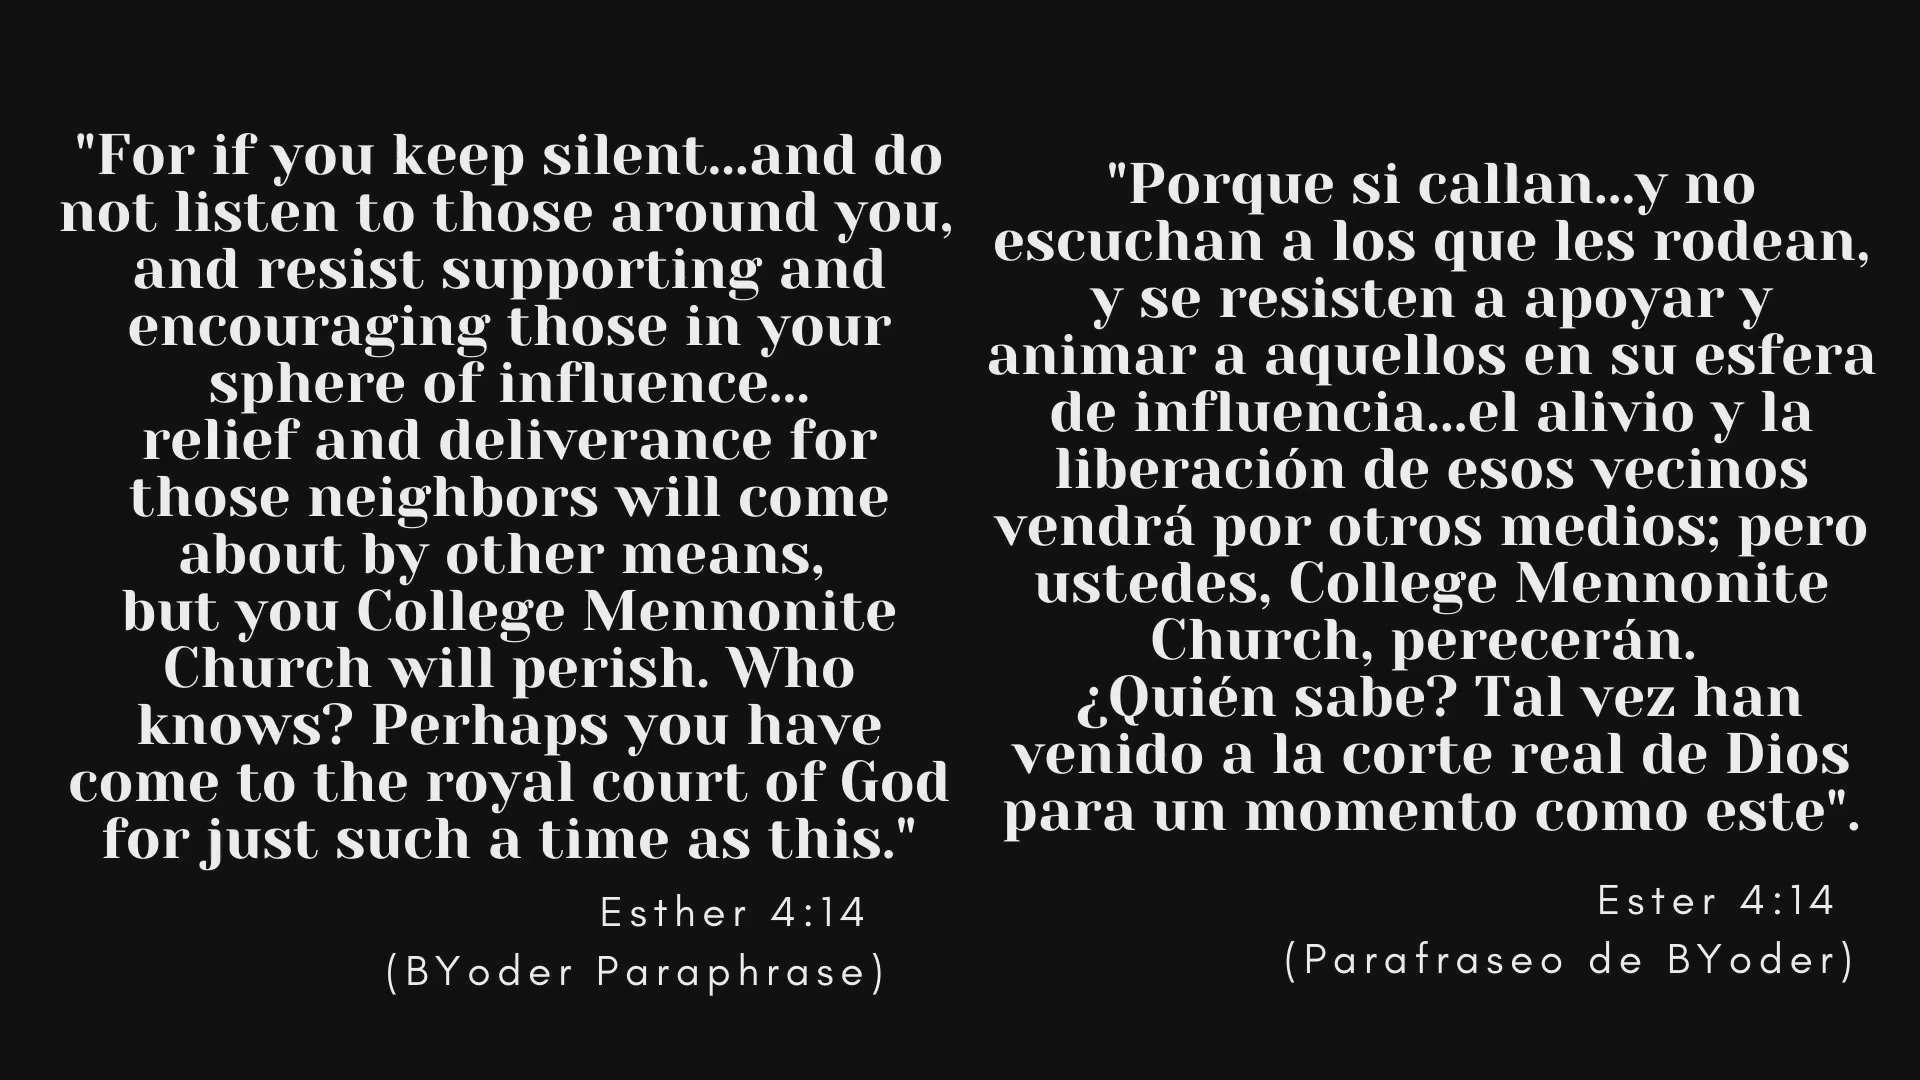 "For if you keep silent...and do
not listen to those around you,
and resist supporting and
encouraging those in your
sphere of influence...
relief and deliverance for
those neighbors will come
about by other means,
but you College Mennonite
Church will perish. Who
knows? Perhaps you have
come to the royal court of God
for just such a time as this."
Esther 4:14
(BYoder Paraphrase)
"Porque si callan...y no
escuchan a los que les rodean,
y se resisten a apoyar y
animar a aquellos en su esfera
de influencia...el alivio y la
liberación de esos vecinos
vendrá por otros medios; pero
ustedes, College Mennonite
Church, perecerán.
¿Quién sabe? Tal vez han
venido a la corte real de Dios
para un momento como este".
Ester 4:14
(Parafraseo de BYoder)